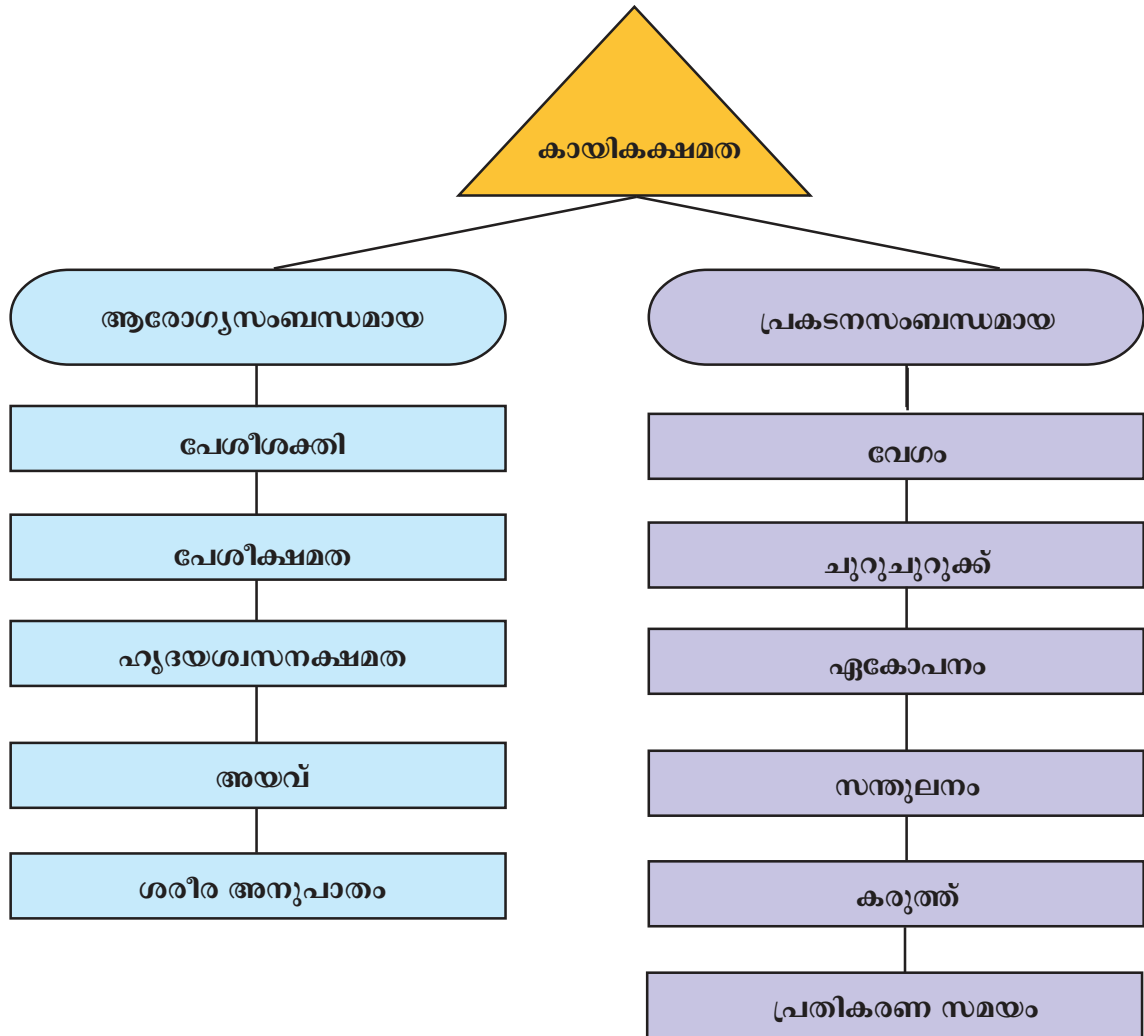 കായികക്ഷമത
ആരോഗ്യസംബന്ധമായ
പേശീശക്തി
പേശീക്ഷമത
ഹൃദയശ്വസനക്ഷമത
അയവ്
ശരീര അനുപാതം
പ്രകടനസംബന്ധമായ
വേഗം
ചുറുചുറുക്ക്
ഏകോപനം
സന്തുലനം
കരുത്ത്
പ്രതികരണ സമയം